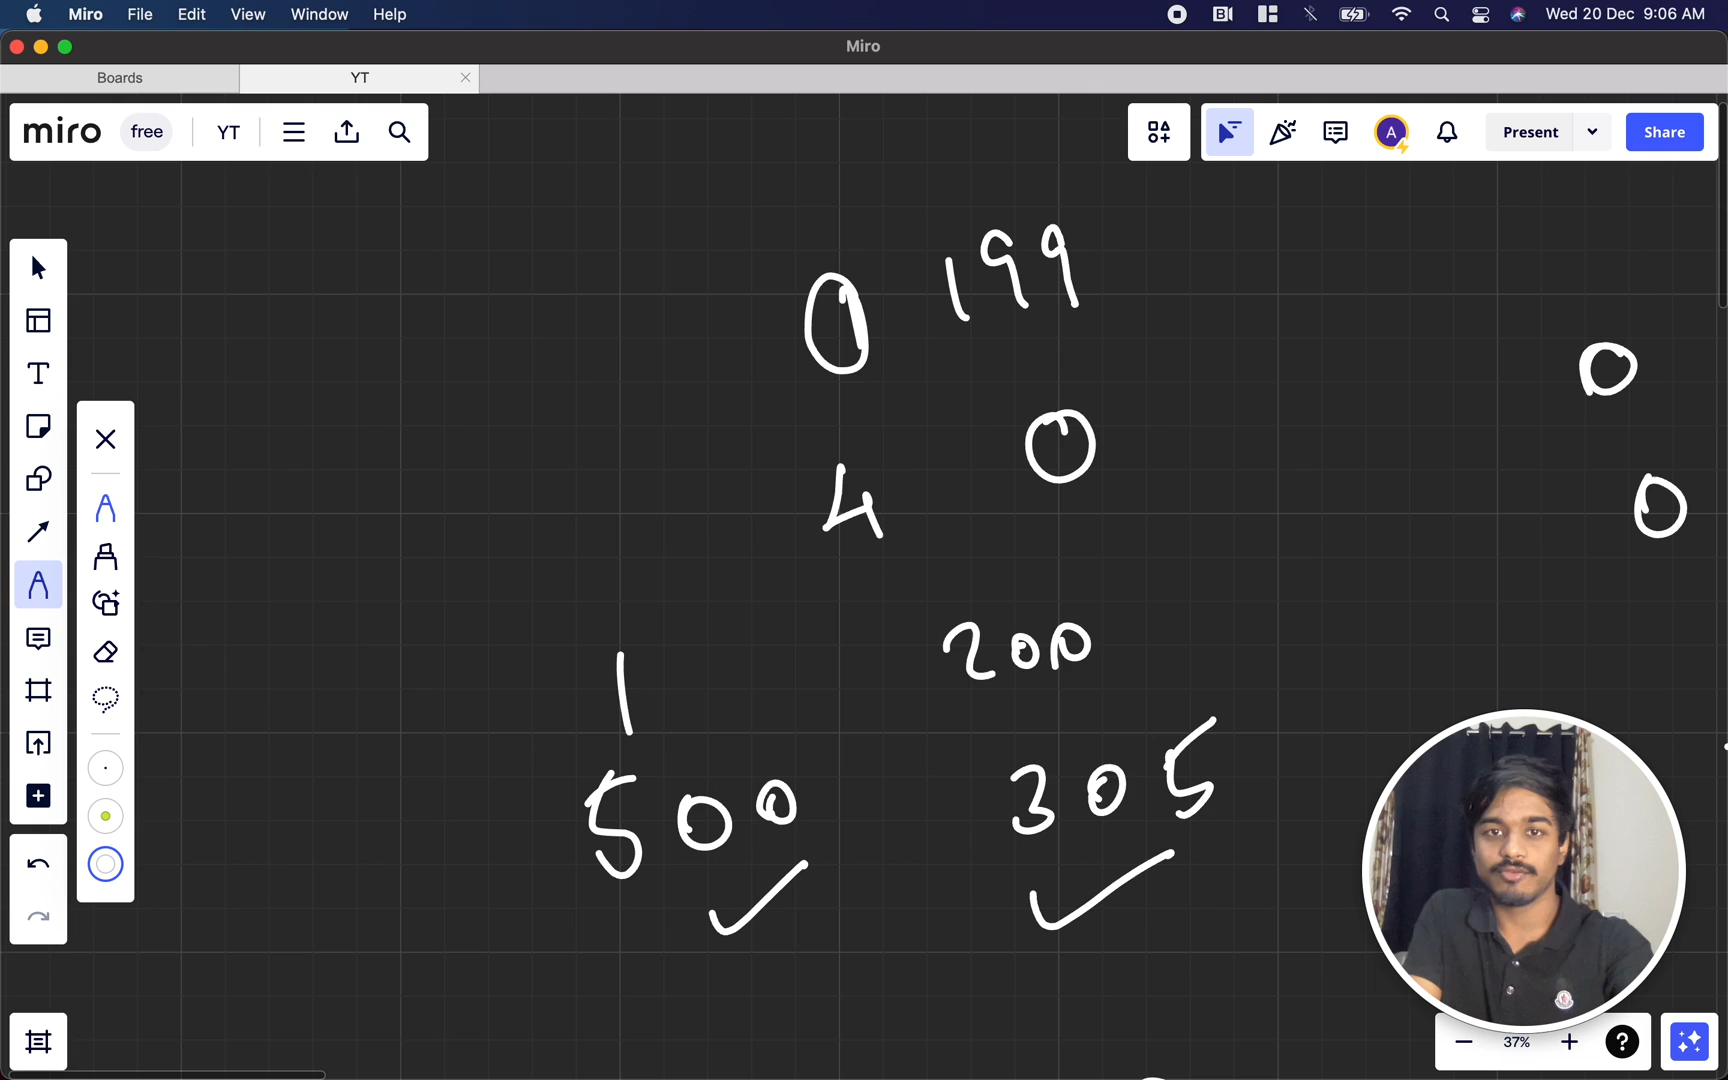 Miro File Edit View Window Help
Wed 20 Dec 9:06 AM
Miro
Boards YT
miro free YT
Present Share
199
0
0
0
4
0
200
1
500
305
37%
?